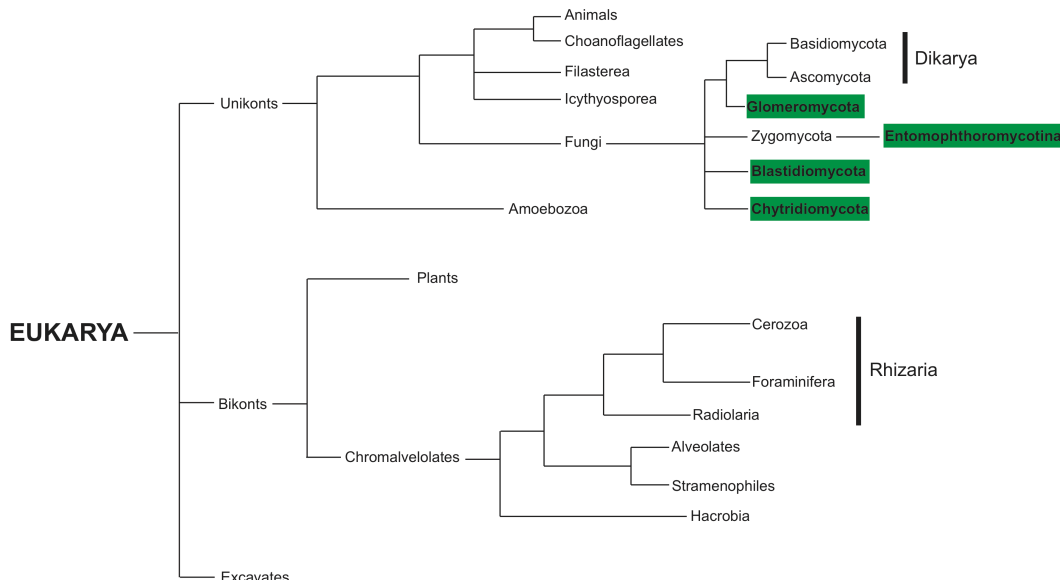 Animals
Choanoflagellates
Filasterea
Icythyosporea
Unikonts
Fungi
Amoebozoa
Basidiomycota
Ascomycota
Dikarya
Glomeromycota
Zygomycota
Entomophthoromycotina
Blastidiomycota
Chytridiomycota
EUKARYA
Plants
Bikonts
Chromalvelolates
Cerozoa
Foraminifera
Radiolaria
Rhizaria
Alveolates
Stramenophiles
Hacrobia
Excavates